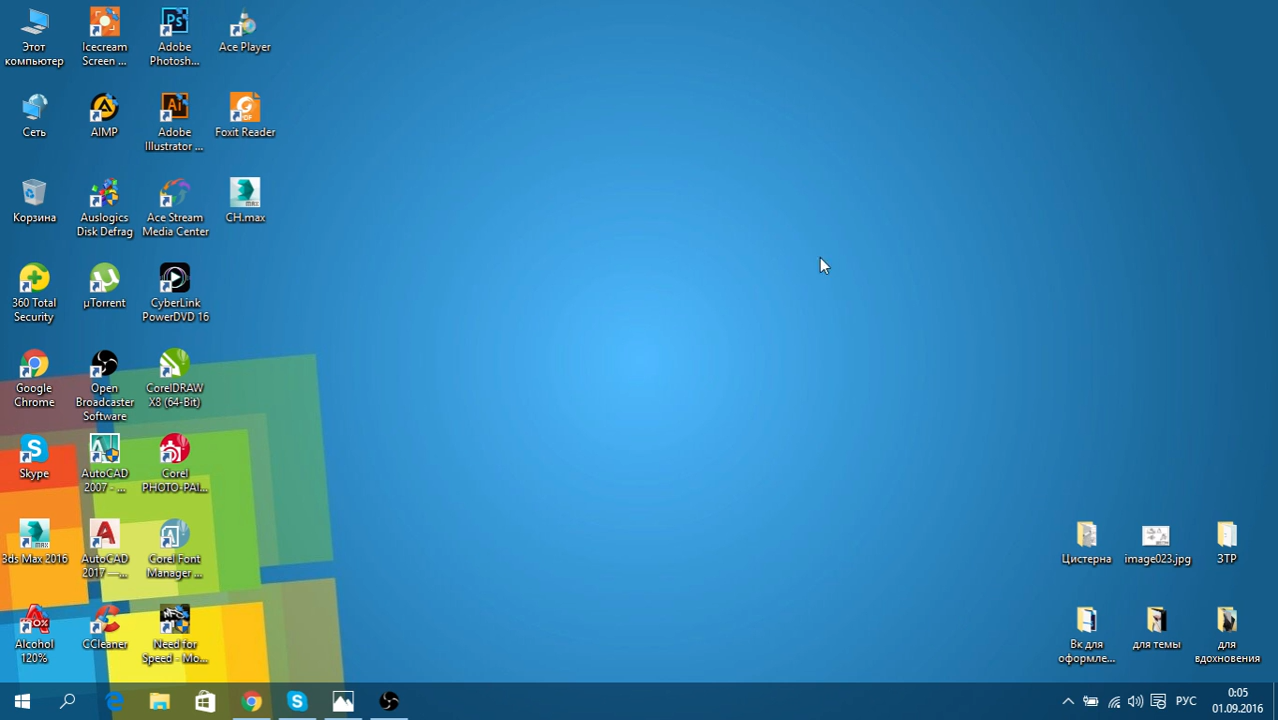 Этот
компьютер
Icecream
Screen ...
Adobe
Photosh...
Ace Player
Сеть
AIMP
Adobe
Illustrator ...
Foxit Reader
Корзина
Auslogics
Disk Defrag
Ace Stream
Media Center
CH.max
360 Total
Security
µTorrent
CyberLink
PowerDVD 16
Google
Chrome
Open
Broadcaster
Software
CorelDRAW
X8 (64-Bit)
Skype
AutoCAD
2007 - ...
Corel
PHOTO-PAI...
3ds Max 2016
AutoCAD
2017 —...
Corel Font
Manager ...
Alcohol
120%
CCleaner
Need for
Speed - Mo...
Цистерна
image023.jpg
ЗТР
Вк для
оформле...
для темы
для
вдохновения
РУС
0:05
01.09.2016